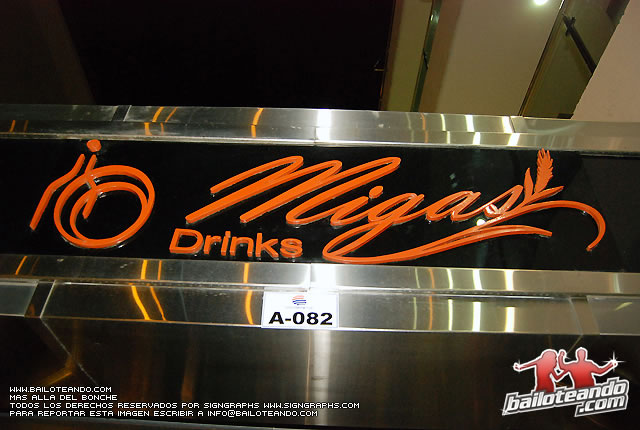 Migas
Drinks
A-082
WWW.BAILOTEANDO.COM
MAS ALLA DEL BONCHE
TODOS LOS DERECHOS RESERVADOS POR SIGNGRAPHS WWW.SIGNGRAPHS.COM
PARA REPORTAR ESTA IMAGEN ESCRIBIR A INFO@BAILOTEANDO.COM
bailoteando.com